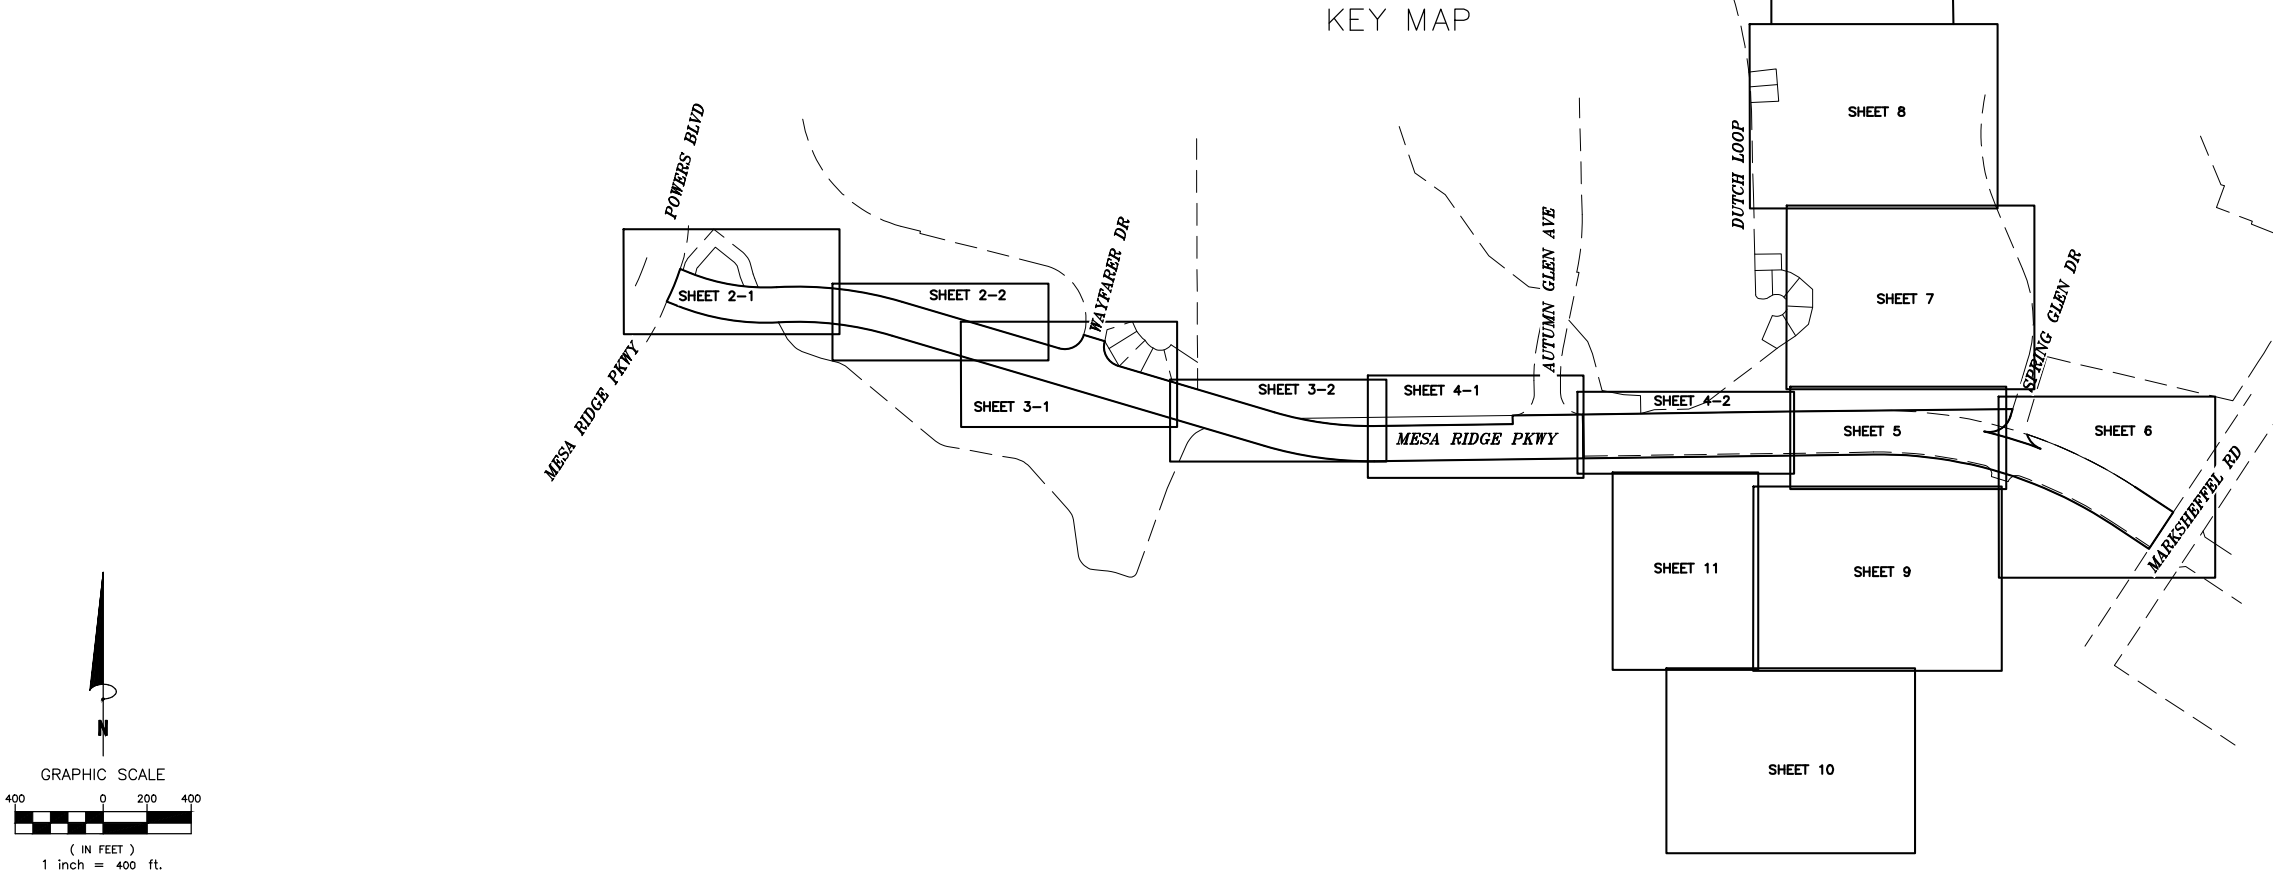 KEY MAP
SHEET 8
POWERS BLVD
DUTCH LOOP
WAYFARER DR
AUTUMN GLEN AVE
SPRING GLEN DR
SHEET 2-1
SHEET 2-2
SHEET 7
MESA RIDGE PKWY
SHEET 3-1
SHEET 3-2
SHEET 4-1
SHEET 4-2
MESA RIDGE PKWY
SHEET 5
SHEET 6
MARKSHEFFEL RD
SHEET 11
SHEET 9
N
SHEET 10
GRAPHIC SCALE
400 0 200 400
( IN FEET )
1 inch = 400 ft.